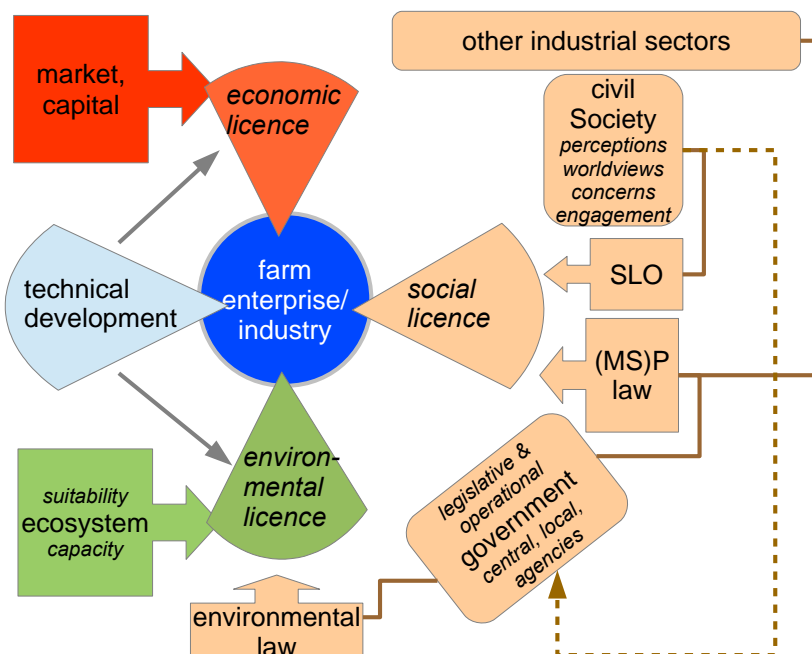 other industrial sectors
market,
capital
economic
licence
civil
Society
perceptions
worldviews
concerns
engagement
technical
development
farm
enterprise/
industry
social
licence
SLO
(MS)P
law
environ-
mental
licence
suitability
ecosystem
capacity
legislative &
operational
government
central, local,
agencies
environmental
law